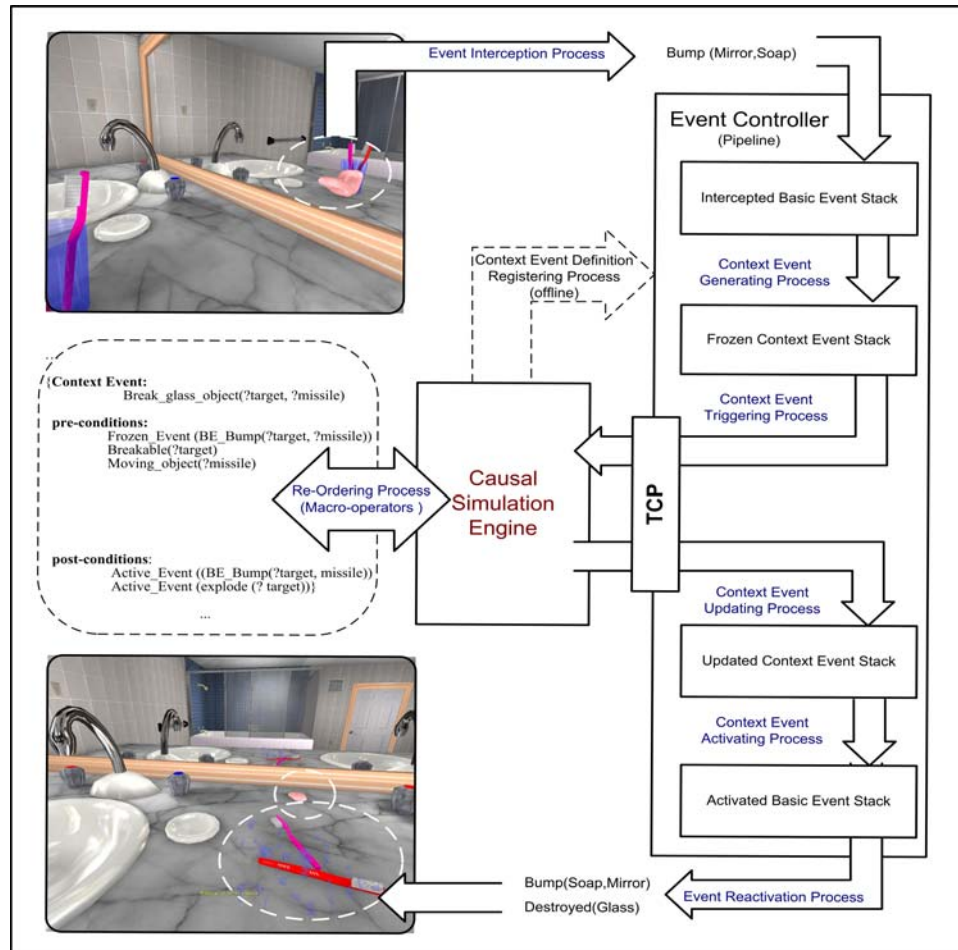 Event Interception Process
Bump (Mirror,Soap)
Event Controller
(Pipeline)
Intercepted Basic Event Stack
Context Event
Generating Process
Context Event Definition
Registering Process
(offline)
Frozen Context Event Stack
Context Event
Triggering Process
...
{Context Event:
Break_glass_object(?target, ?missile)
pre-conditions:
Frozen_Event (BE_Bump(?target, ?missile))
Breakable(?target)
Moving_object(?missile)
Re-Ordering Process
(Macro-operators )
Causal
Simulation
Engine
TCP
post-conditions:
Active_Event ((BE_Bump(?target, missile))
Active_Event (explode (? target))}
...
Context Event
Updating Process
Updated Context Event Stack
Context Event
Activating Process
Activated Basic Event Stack
Bump(Soap,Mirror)
Destroyed(Glass)
Event Reactivation Process